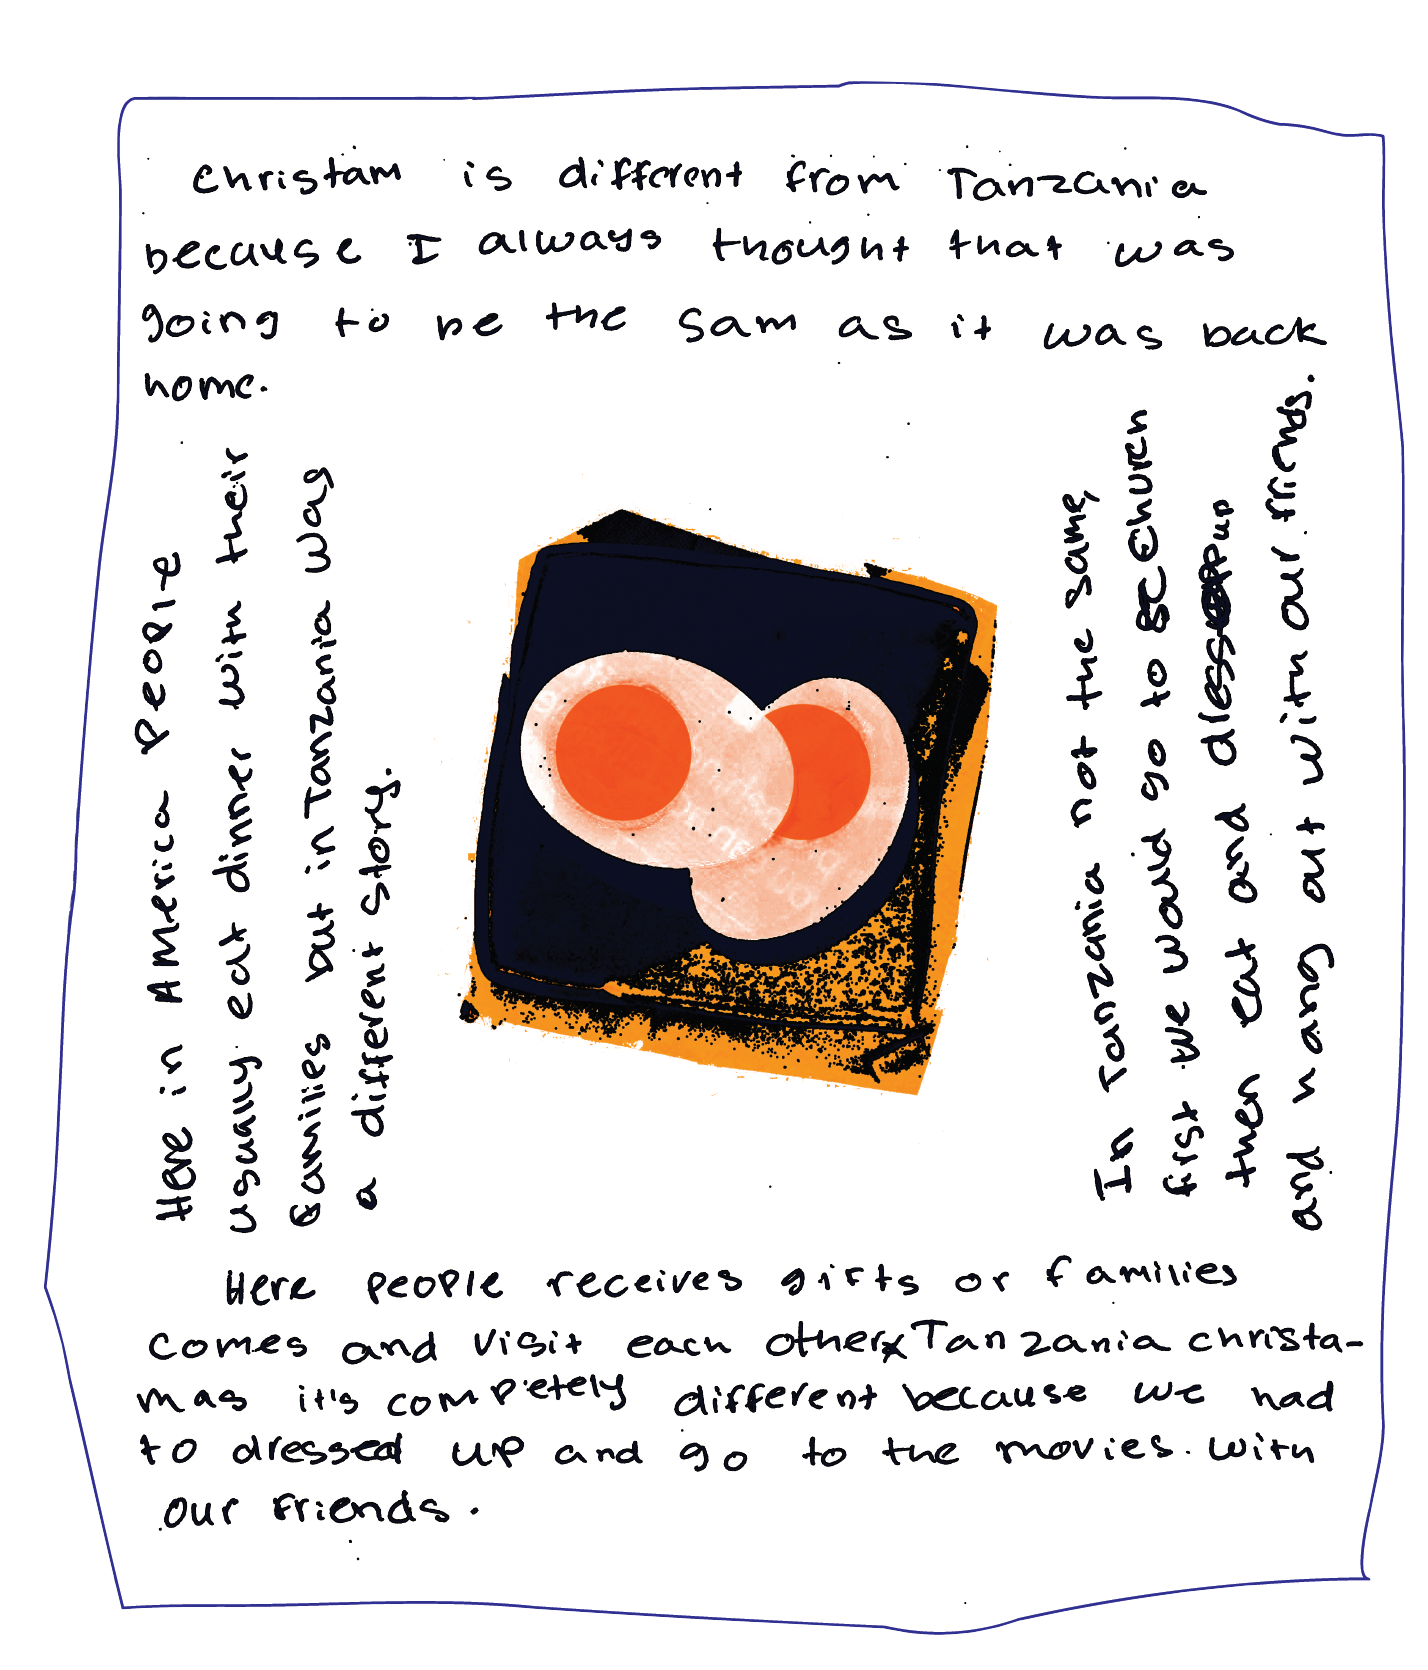 Christam is different from Tanzania
because I always thought that was
going to be the sam as it was back
home.
Here in America People
usually eat dinner with their
families but in Tanzania was
a different story.
In Tanzania not the same,
first we would go to church
then eat and dless up
and hang out with our friends.
Here people receives gifts or families
comes and visit each other Tanzania christa-
mas it's completely different because we had
to dressed up and go to the movies. with
our friends.